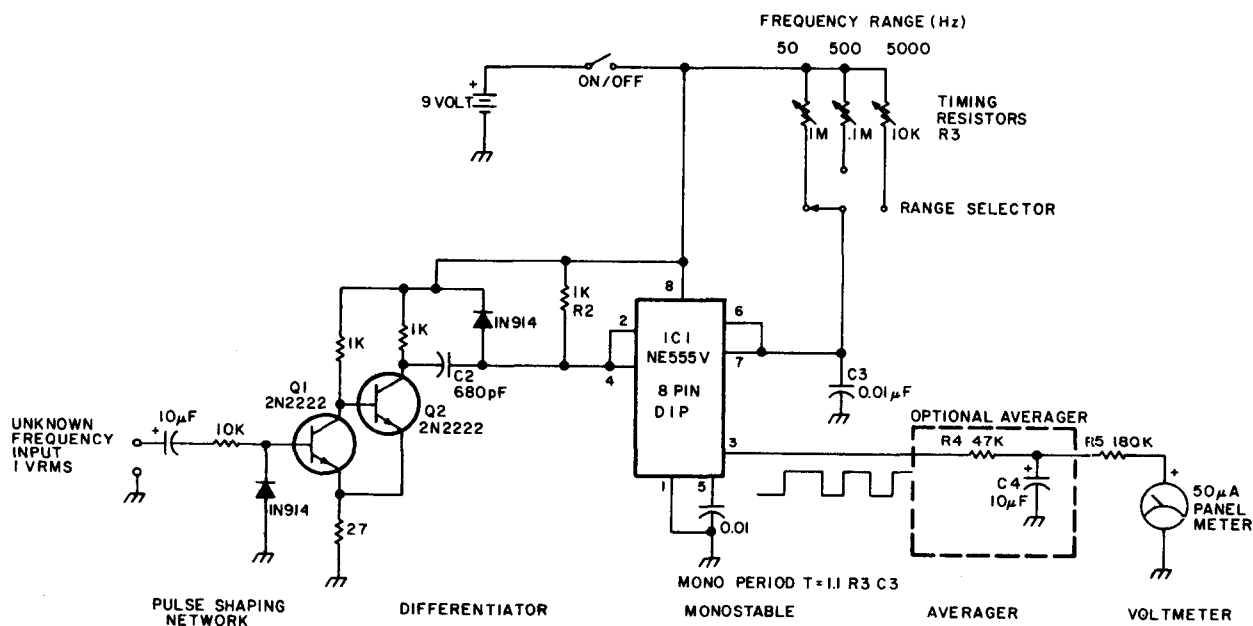 FREQUENCY RANGE (Hz)
50 500 5000
ON/OFF
+
9 VOLT
1M
.1M
10K
TIMING
RESISTORS
R3
RANGE SELECTOR
1K
R2
8
1K
1K
IN914
2
4
IC1
NE555V
8 PIN
DIP
6
7
C3
0.01µF
C2
680pF
Q1
2N2222
Q2
2N2222
UNKNOWN
FREQUENCY
INPUT
1 VRMS
+
10µF
10K
IN914
27
3
1
5
0.01
OPTIONAL AVERAGER
R4 47K
R5 180K
+
C4
10µF
+
50µA
PANEL
METER
MONO PERIOD T=1.1 R3 C3
PULSE SHAPING
NETWORK
DIFFERENTIATOR
MONOSTABLE
AVERAGER
VOLTMETER